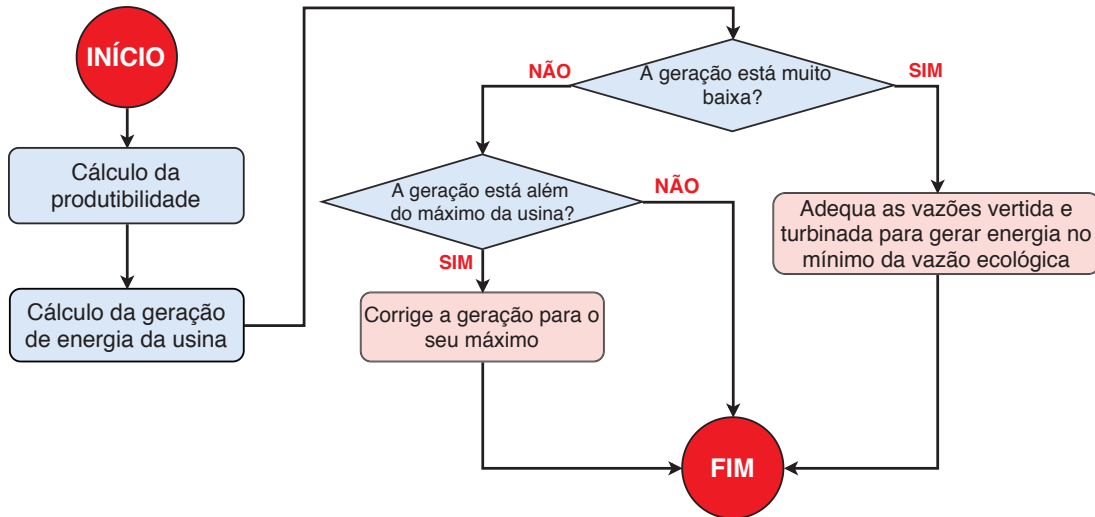 INÍCIO
Cálculo da
produtibilidade
Cálculo da geração
de energia da usina
A geração está muito
baixa?
NÃO
SIM
A geração está além
do máximo da usina?
NÃO
SIM
Corrige a geração para o
seu máximo
Adequa as vazões vertida e
turbinada para gerar energia no
mínimo da vazão ecológica
FIM